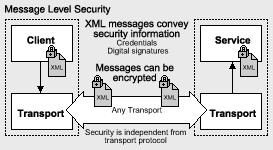 Message Level Security
XML messages convey
security information
Credentials
Digital signatures
Client
Service
XML
XML
Messages can be
encrypted
XML
XML
Any Transport
Transport
Transport
Security is independent from
transport protocol